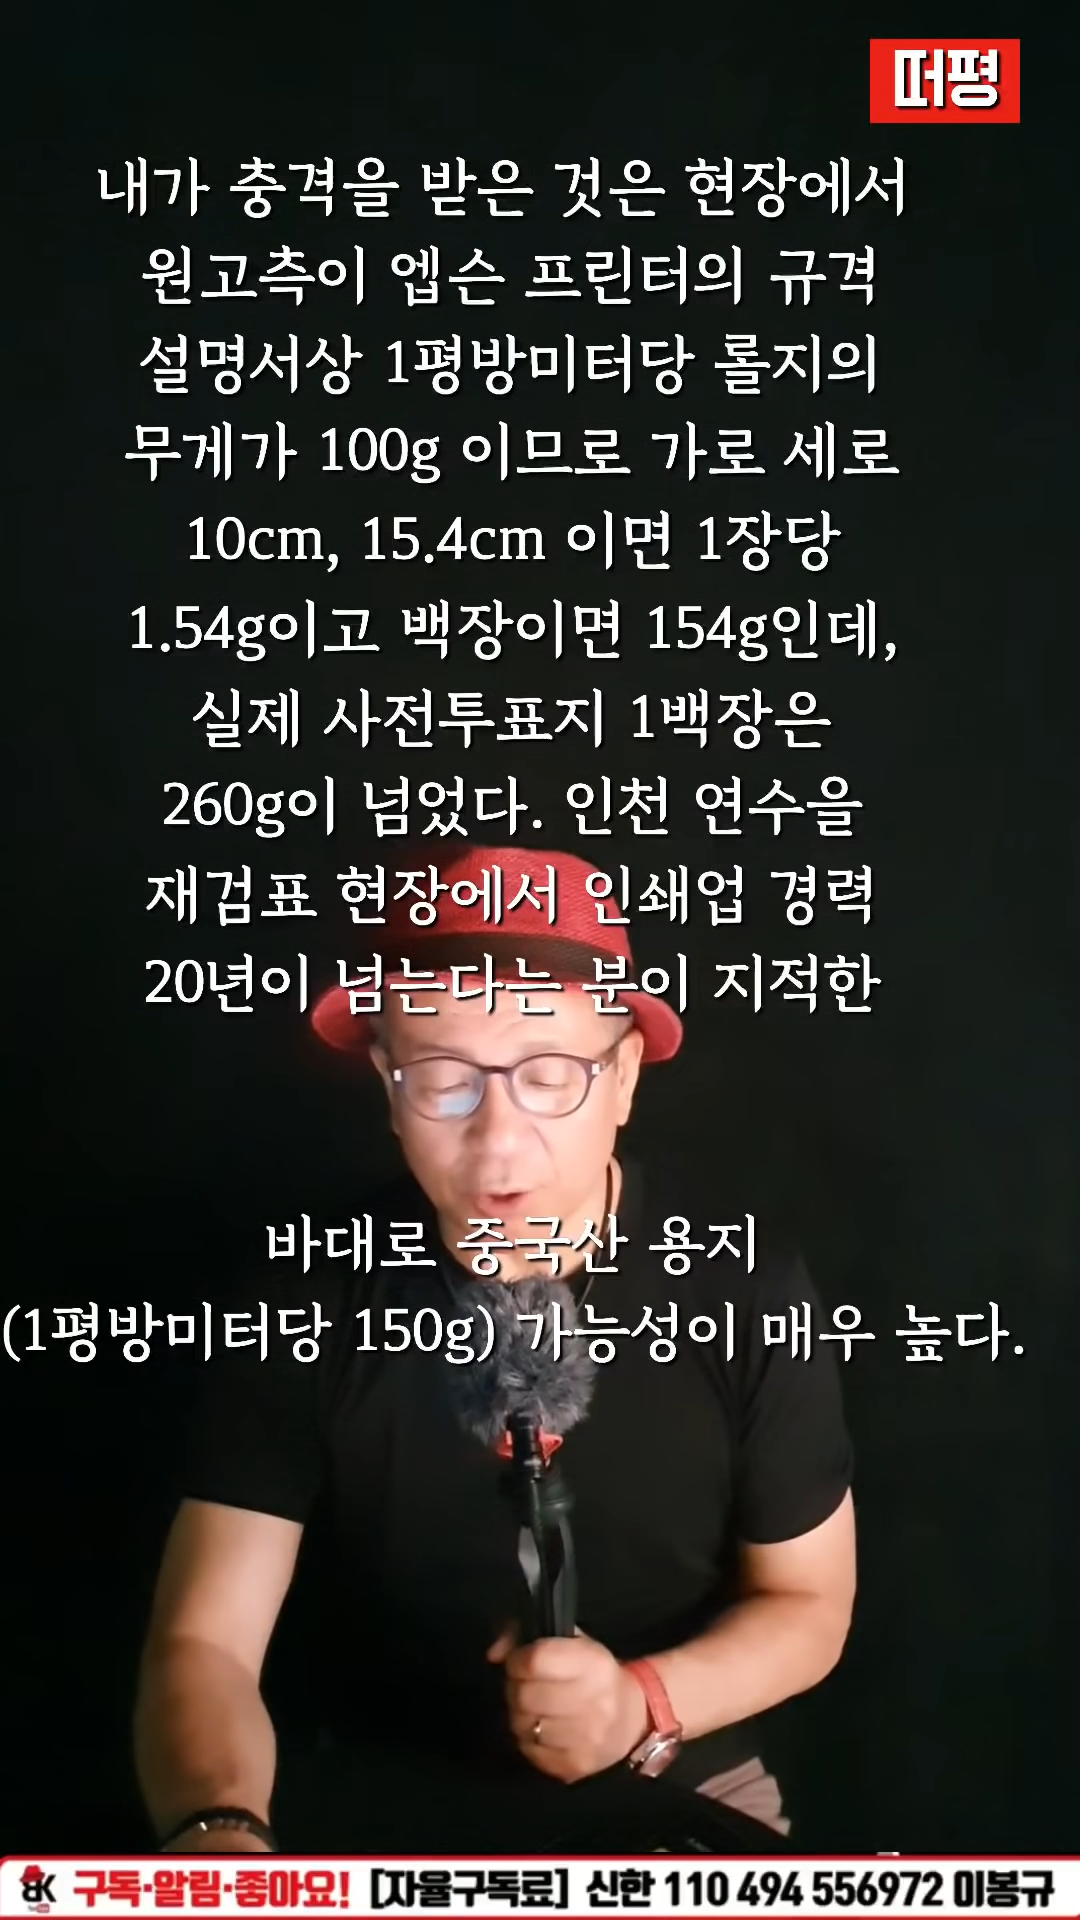 떠평
내가 충격을 받은 것은 현장에서
원고측이 엡슨 프린터의 규격
설명서상 1평방미터당 롤지의
무게가 100g 이므로 가로 세로
10cm, 15.4cm 이면 1장당
1.54g이고 백장이면 154g인데,
실제 사전투표지 1백장은
260g이 넘었다. 인천 연수을
재검표 현장에서 인쇄업 경력
20년이 넘는다는 분이 지적한
바대로 중국산 용지
(1평방미터당 150g) 가능성이 매우 높다.
BK 구독·알림·좋아요! [자율구독료] 신한 110 494 556972 이봉규